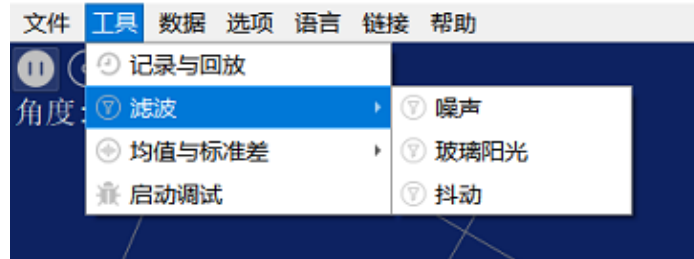 文件 工具 数据 选项 语言 链接 帮助
记录与回放
角度:
滤波
噪声
均值与标准差
玻璃阳光
启动调试
抖动